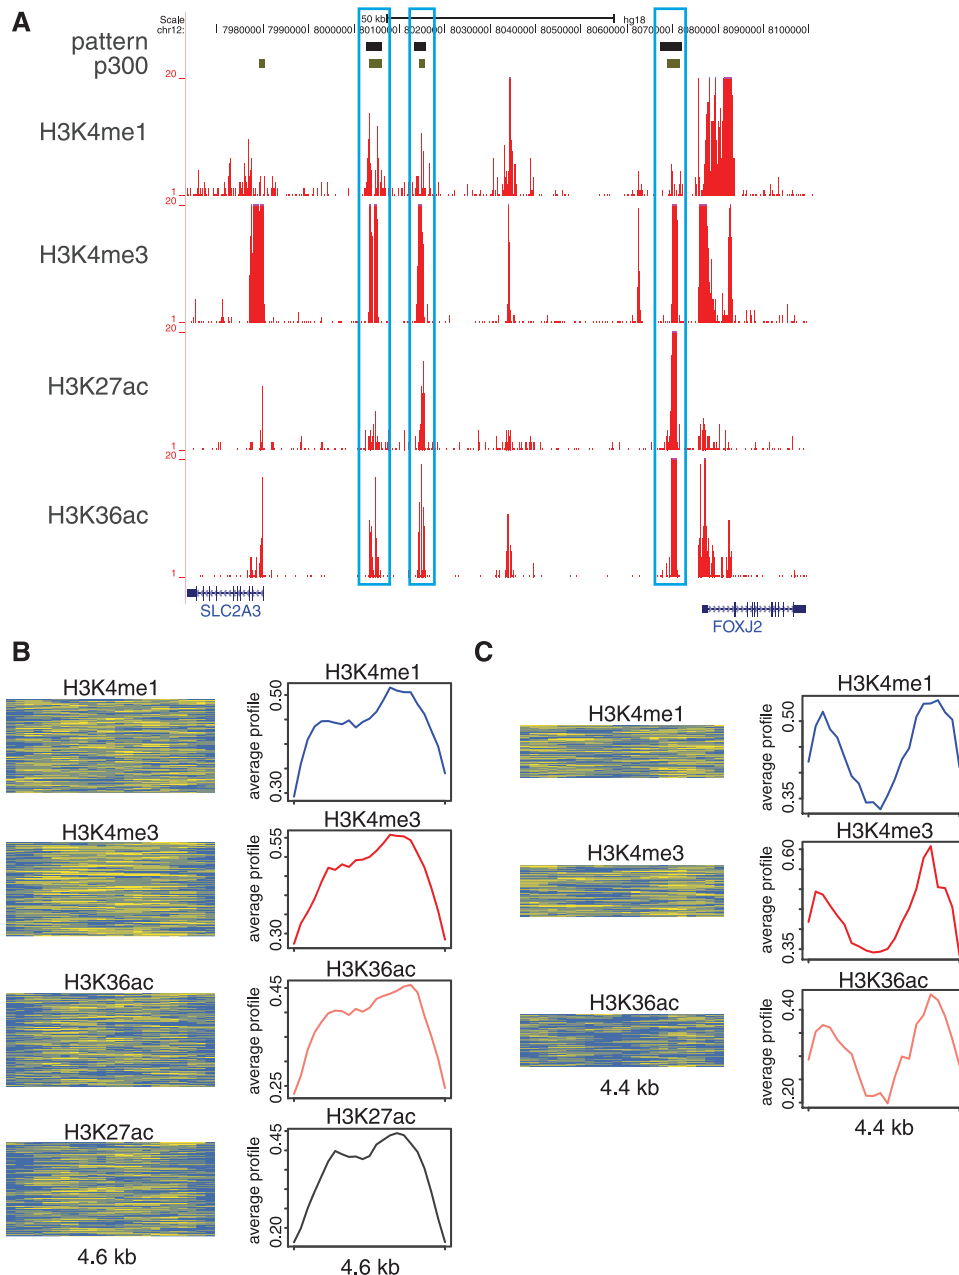 A
Scale
50 kb
hg18
chr12:
7980000 7990000 8000000 8010000 8020000 8030000 8040000 8050000 8060000 8070000 8080000 8090000 8100000
pattern
p300
20
H3K4me1
1
20
H3K4me3
1
20
H3K27ac
1
20
H3K36ac
1
SLC2A3
FOXJ2
B
H3K4me1
H3K4me1
average profile
0.50
0.30
H3K4me3
H3K4me3
average profile
0.55
0.30
H3K36ac
H3K36ac
average profile
0.45
0.25
H3K27ac
H3K27ac
average profile
0.45
0.20
4.6 kb
4.6 kb
C
H3K4me1
H3K4me1
average profile
0.50
0.35
H3K4me3
H3K4me3
average profile
0.60
0.35
H3K36ac
H3K36ac
average profile
0.40
0.20
4.4 kb
4.4 kb